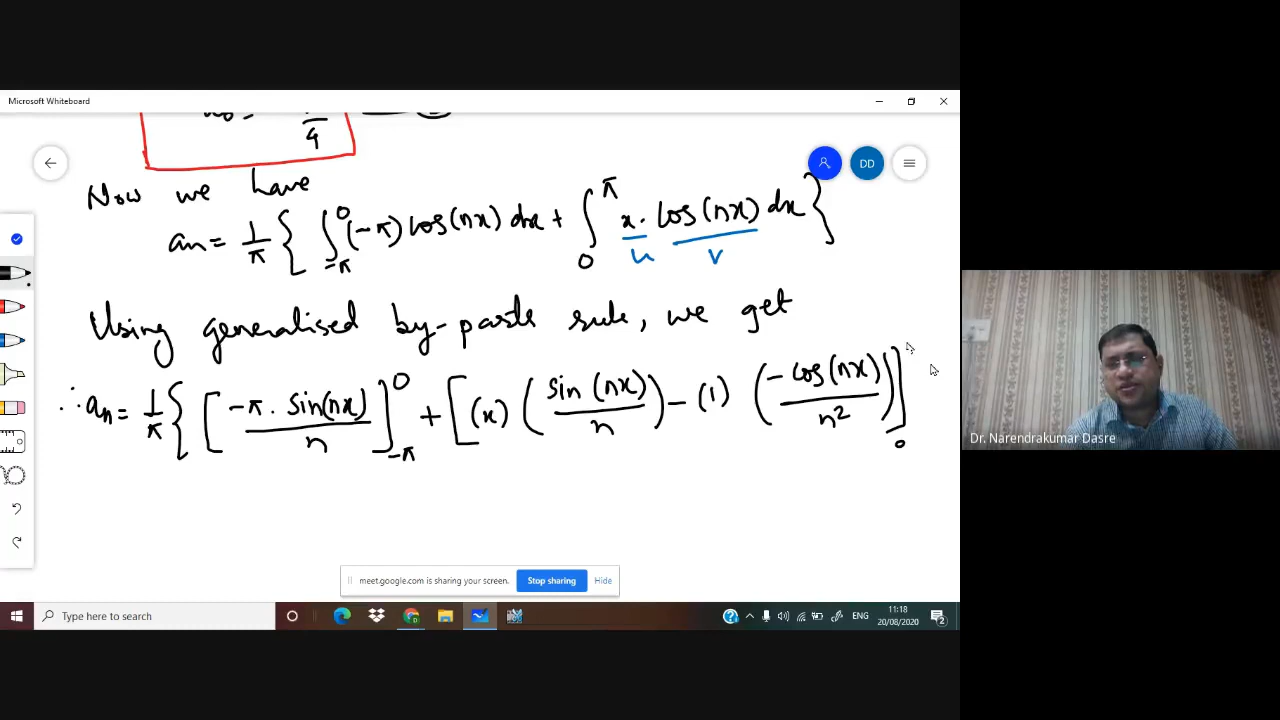 Microsoft Whiteboard
4
Now we have
an = 1/π { ∫_{-π}^{0} (-π) cos(nx) dx + ∫_{0}^{π} x. cos(nx) dx }
u v
DD
Using generalised by-parts rule, we get
∴ an = 1/π { [ -π. sin(nx)/n ]_{-π}^{0} + [ (x) ( sin(nx)/n ) - (1) ( -cos(nx)/n² ) ]_{0}
Dr. Narendrakumar Dasre
meet.google.com is sharing your screen. Stop sharing Hide
Type here to search
ENG
11:18
20/08/2020
2